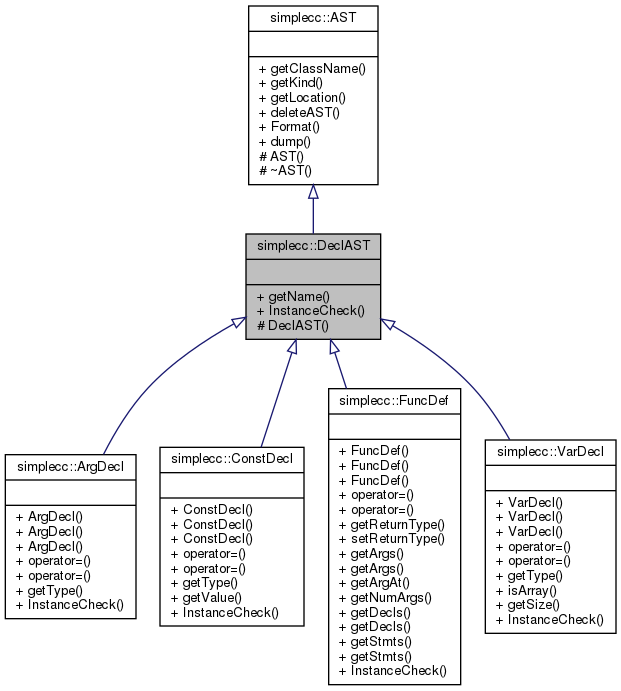 simplecc::AST
+ getClassName()
+ getKind()
+ getLocation()
+ deleteAST()
+ Format()
+ dump()
# AST()
# ~AST()
simplecc::DeclAST
+ getName()
+ InstanceCheck()
# DeclAST()
simplecc::ArgDecl
+ ArgDecl()
+ ArgDecl()
+ ArgDecl()
+ operator=()
+ operator=()
+ getType()
+ InstanceCheck()
simplecc::ConstDecl
+ ConstDecl()
+ ConstDecl()
+ ConstDecl()
+ operator=()
+ operator=()
+ getType()
+ getValue()
+ InstanceCheck()
simplecc::FuncDef
+ FuncDef()
+ FuncDef()
+ FuncDef()
+ operator=()
+ operator=()
+ getReturnType()
+ setReturnType()
+ getArgs()
+ getArgs()
+ getArgAt()
+ getNumArgs()
+ getDecls()
+ getDecls()
+ getStmts()
+ getStmts()
+ InstanceCheck()
simplecc::VarDecl
+ VarDecl()
+ VarDecl()
+ VarDecl()
+ operator=()
+ operator=()
+ getType()
+ isArray()
+ getSize()
+ InstanceCheck()